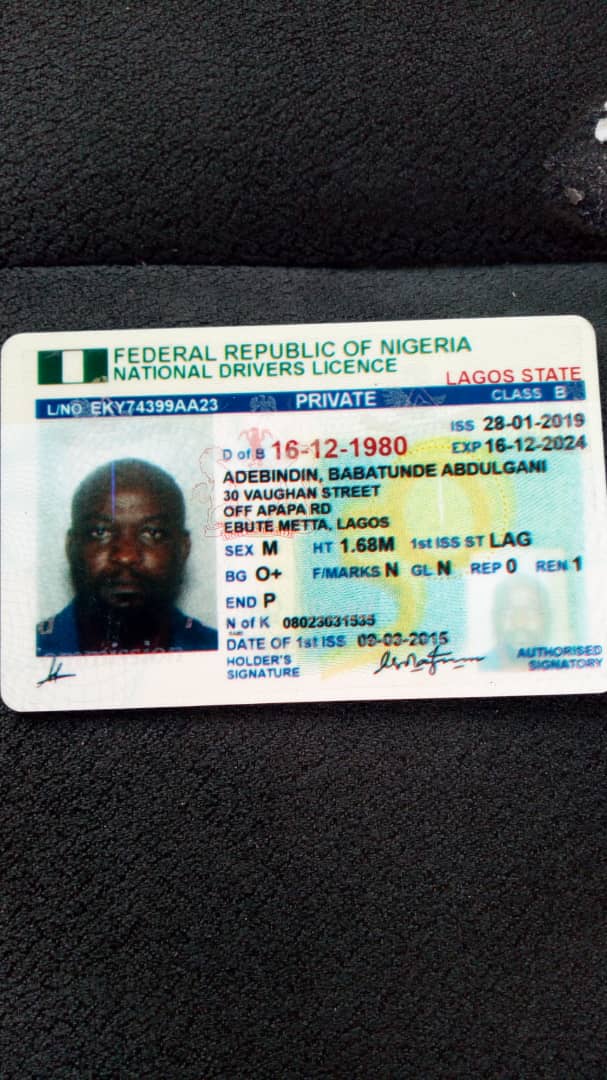 FEDERAL REPUBLIC OF NIGERIA
NATIONAL DRIVERS LICENCE
LAGOS STATE
L/NO EKY74399AA23 PRIVATE CLASS B
ISS 28-01-2019
D of B 16-12-1980 EXP 16-12-2024
ADEBINDIN, BABATUNDE ABDULGANI
30 VAUGHAN STREET
OFF APAPA RD
EBUTE METTA, LAGOS
SEX M HT 1.68M 1st ISS ST LAG
BG O+ F/MARKS N GL N REP 0 REN 1
END P
N of K 08023031535
DATE OF 1st ISS 09-03-2015
HOLDER'S
SIGNATURE
AUTHORISED
SIGNATORY